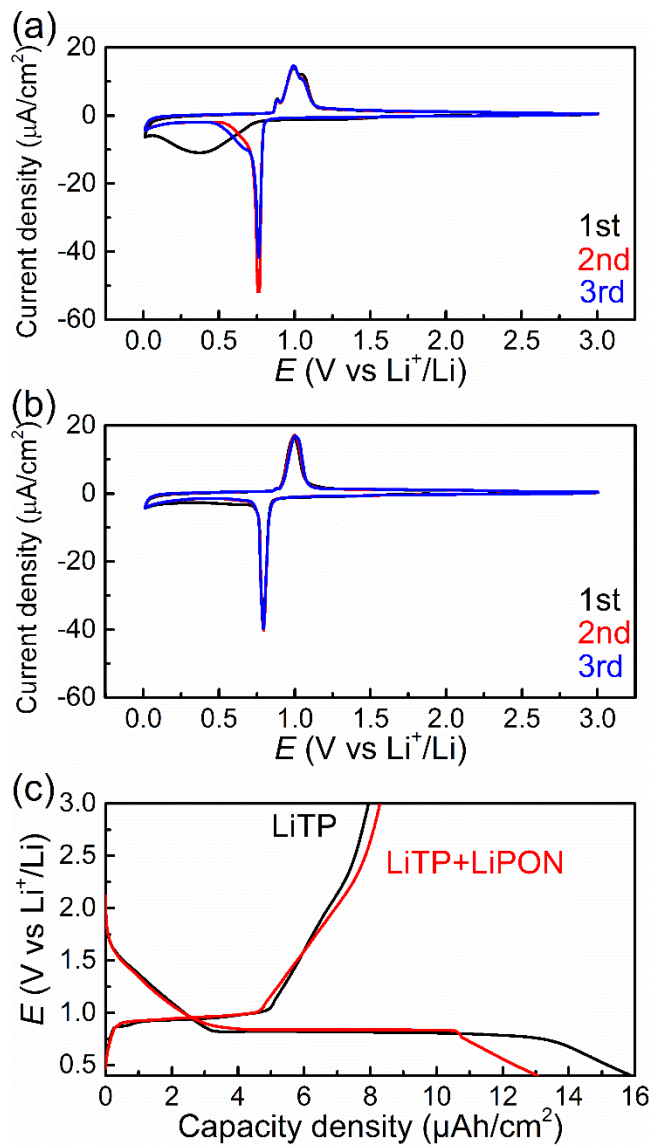 (a)
20
0
-20
-40
-60
Current density (μA/cm²)
1st
2nd
3rd
0.0 0.5 1.0 1.5 2.0 2.5 3.0
E (V vs Li⁺/Li)
(b)
20
0
-20
-40
-60
Current density (μA/cm²)
1st
2nd
3rd
0.0 0.5 1.0 1.5 2.0 2.5 3.0
E (V vs Li⁺/Li)
(c)
3.0
2.5
2.0
1.5
1.0
0.5
E (V vs Li⁺/Li)
LiTP
LiTP+LiPON
0 2 4 6 8 10 12 14 16
Capacity density (μAh/cm²)